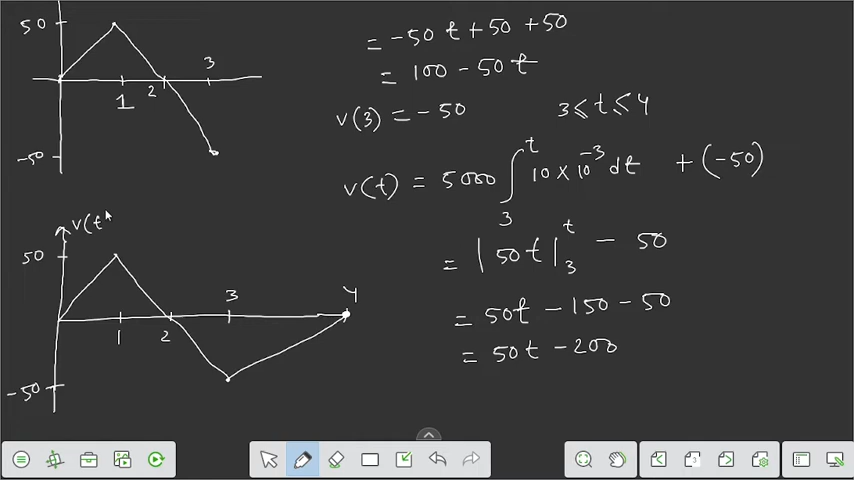 50
3
1
2
-50
v(t
50
3
4
1
2
-50
= -50 t + 50 + 50
= 100 - 50 t
v(3) = -50 3 ≤ t ≤ 4
v(t) = 5000 ∫₃ᵗ 10 × 10⁻³ dt + (-50)
= | 50t |₃ᵗ - 50
= 50t - 150 - 50
= 50t - 200
3